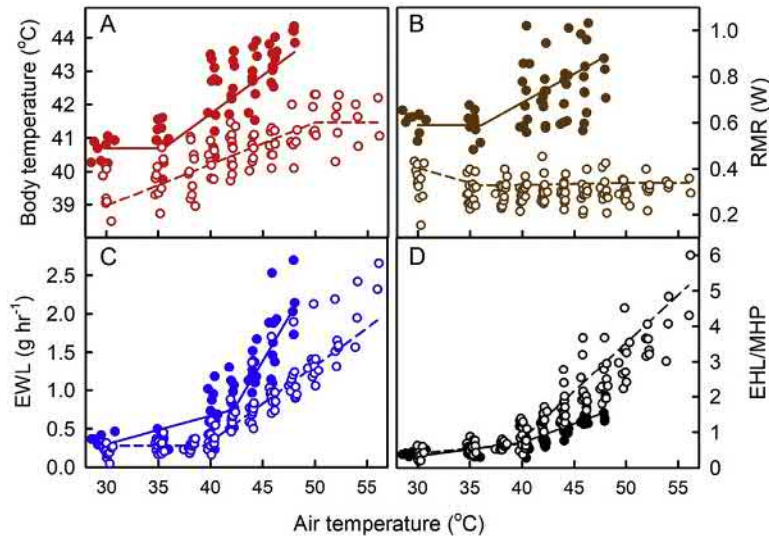 A
B
44
43
42
41
40
39
Body temperature (°C)
1.0
0.8
0.6
0.4
0.2
RMR (W)
C
D
2.5
2.0
1.5
1.0
0.5
0.0
EWL (g hr⁻¹)
6
5
4
3
2
1
0
EHL/MHP
30 35 40 45 50 55
30 35 40 45 50 55
Air temperature (°C)